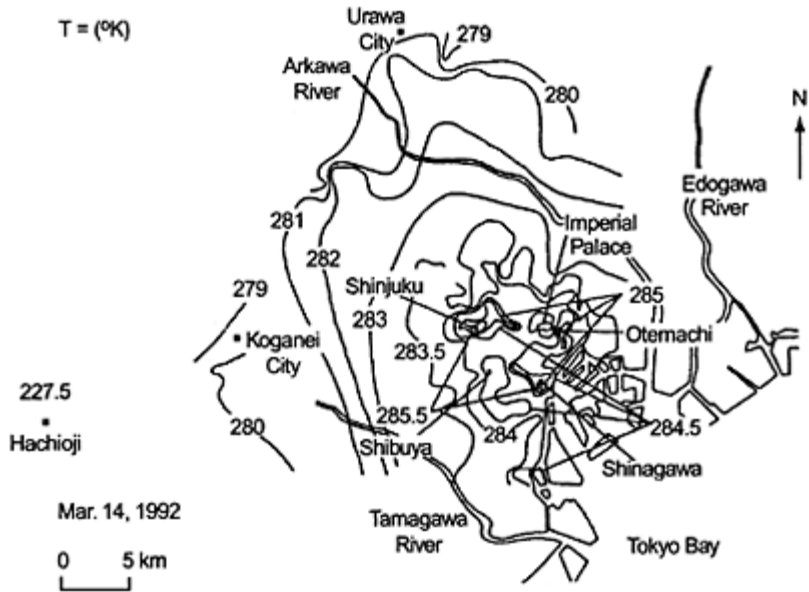 T = (ºK)
Urawa
City
279
Arkawa
River
280
N
Edogawa
River
281
Imperial
Palace
282
279
Shinjuku
285
283
Otemachi
Koganei
City
283.5
227.5
Hachioji
280
285.5
284
284.5
Shibuya
Shinagawa
Mar. 14, 1992
Tamagawa
River
Tokyo Bay
0 5 km